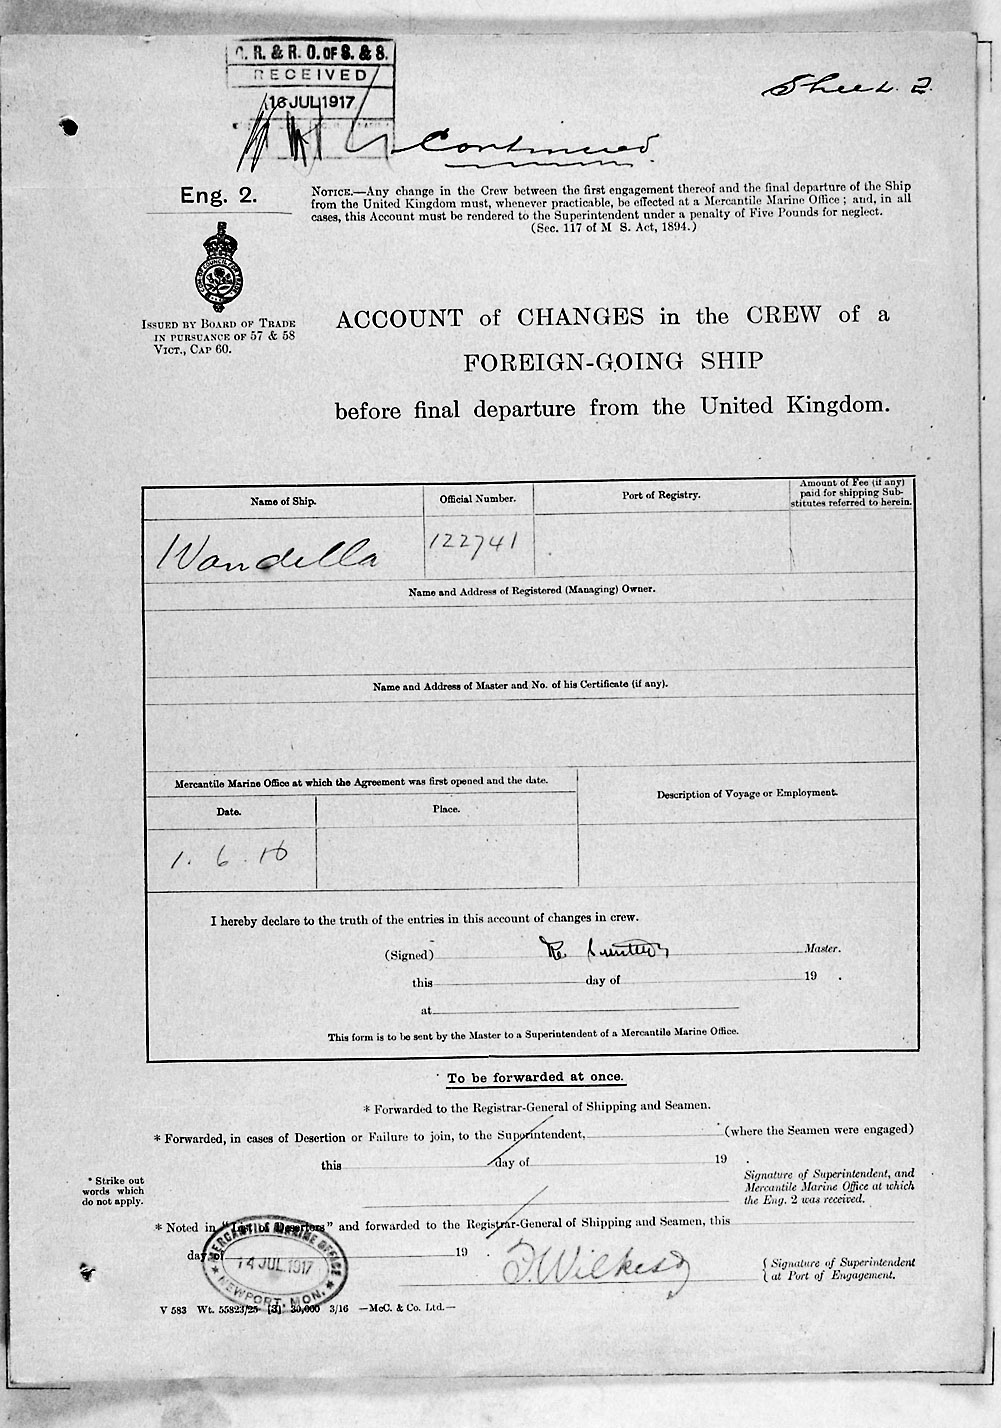 G. R. & R. O. OF S. & S.
RECEIVED
16 JUL 1917
Sheet. 2.
Continued.
Eng. 2.
NOTICE.—Any change in the Crew between the first engagement thereof and the final departure of the Ship
from the United Kingdom must, whenever practicable, be effected at a Mercantile Marine Office; and, in all
cases, this Account must be rendered to the Superintendent under a penalty of Five Pounds for neglect.
(Sec. 117 of M S. Act, 1894.)
ISSUED BY BOARD OF TRADE
IN PURSUANCE OF 57 & 58
VICT., CAP 60.
ACCOUNT of CHANGES in the CREW of a
FOREIGN-GOING SHIP
before final departure from the United Kingdom.
Name of Ship.
Official Number.
Port of Registry.
Amount of Fee (if any)
paid for shipping Sub-
stitutes referred to herein.
Wandella
122741
Name and Address of Registered (Managing) Owner.
Name and Address of Master and No. of his Certificate (if any).
Mercantile Marine Office at which the Agreement was first opened and the date.
Description of Voyage or Employment.
Date.
Place.
1. 6. 16
I hereby declare to the truth of the entries in this account of changes in crew.
(Signed) Master.
this day of 19 .
at
This form is to be sent by the Master to a Superintendent of a Mercantile Marine Office.
To be forwarded at once.
* Forwarded to the Registrar-General of Shipping and Seamen.
* Forwarded, in cases of Desertion or Failure to join, to the Superintendent, (where the Seamen were engaged)
this day of 19 .
* Strike out
words which
do not apply.
Signature of Superintendent, and
Mercantile Marine Office at which
the Eng. 2 was received.
* Noted in "List of Deserters" and forwarded to the Registrar-General of Shipping and Seamen, this
day of 19 .
MERCANTILE MARINE OFFICE
14 JUL 1917
NEWPORT, MON.
F. Wilkes
Signature of Superintendent
at Port of Engagement.
V 583 Wt. 55823/25 [3] 30,000 3/16 —McC. & Co. Ltd.—